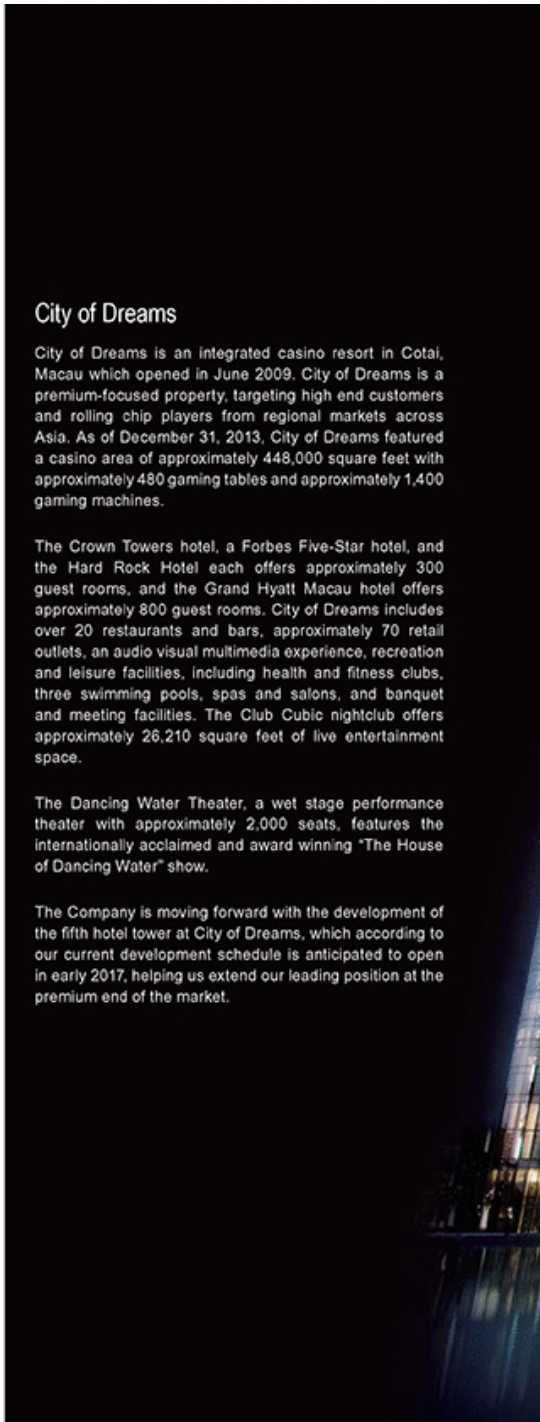 City of Dreams
City of Dreams is an integrated casino resort in Cotai,
Macau which opened in June 2009. City of Dreams is a
premium-focused property, targeting high end customers
and rolling chip players from regional markets across
Asia. As of December 31, 2013, City of Dreams featured
a casino area of approximately 448,000 square feet with
approximately 480 gaming tables and approximately 1,400
gaming machines.
The Crown Towers hotel, a Forbes Five-Star hotel, and
the Hard Rock Hotel each offers approximately 300
guest rooms, and the Grand Hyatt Macau hotel offers
approximately 800 guest rooms. City of Dreams includes
over 20 restaurants and bars, approximately 70 retail
outlets, an audio visual multimedia experience, recreation
and leisure facilities, including health and fitness clubs,
three swimming pools, spas and salons, and banquet
and meeting facilities. The Club Cubic nightclub offers
approximately 26,210 square feet of live entertainment
space.
The Dancing Water Theater, a wet stage performance
theater with approximately 2,000 seats, features the
internationally acclaimed and award winning “The House
of Dancing Water” show.
The Company is moving forward with the development of
the fifth hotel tower at City of Dreams, which according to
our current development schedule is anticipated to open
in early 2017, helping us extend our leading position at the
premium end of the market.